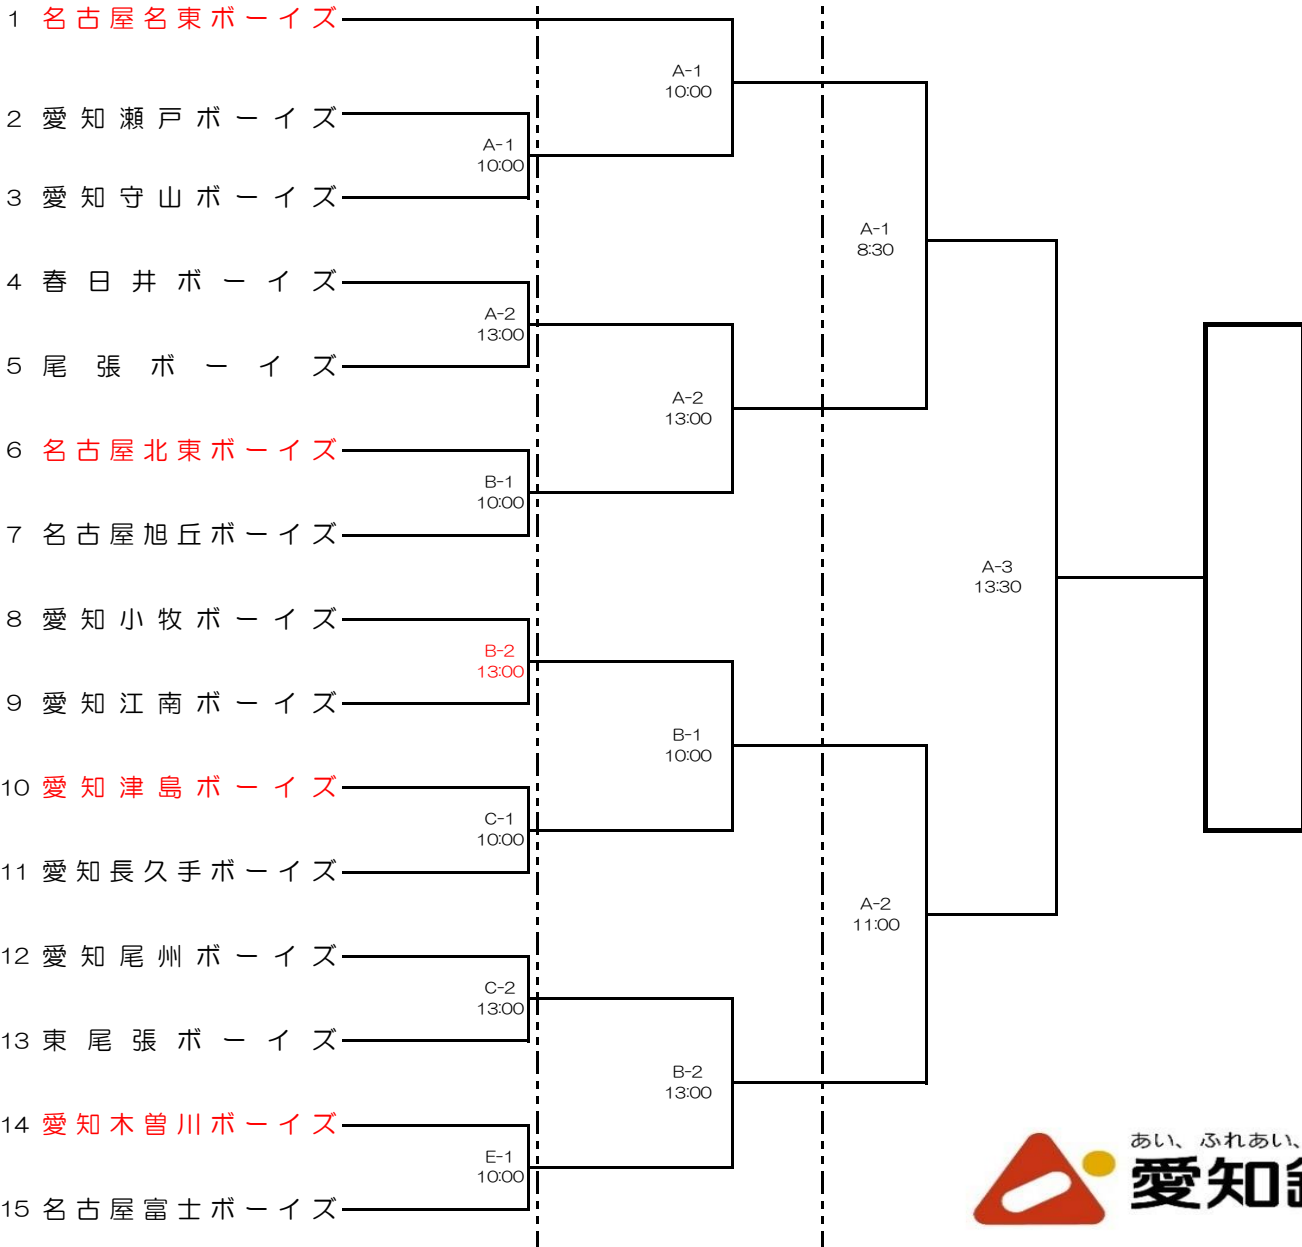 1 名古屋名東ボーイズ
A-1
10:00
2 愛知瀬戸ボーイズ
A-1
10:00
3 愛知守山ボーイズ
A-1
8:30
4 春日井ボーイズ
A-2
13:00
5 尾張ボーイズ
A-2
13:00
6 名古屋北東ボーイズ
B-1
10:00
7 名古屋旭丘ボーイズ
A-3
13:30
8 愛知小牧ボーイズ
B-2
13:00
9 愛知江南ボーイズ
B-1
10:00
10 愛知津島ボーイズ
C-1
10:00
11 愛知長久手ボーイズ
A-2
11:00
12 愛知尾州ボーイズ
C-2
13:00
13 東尾張ボーイズ
B-2
13:00
14 愛知木曽川ボーイズ
E-1
10:00
15 名古屋富士ボーイズ
あい、ふれあい、
愛知